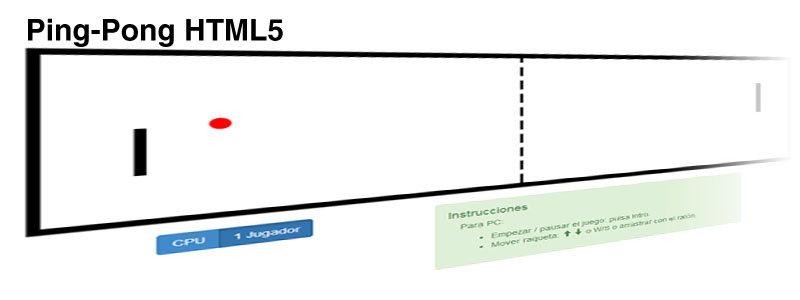 Ping-Pong HTML5
CPU
1 Jugador
Instrucciones
Para PC:
• Empezar / pausar el juego: pulsa Intro.
• Mover raqueta: ⬆ ⬇ o W/S o arrastrar con el ratón.